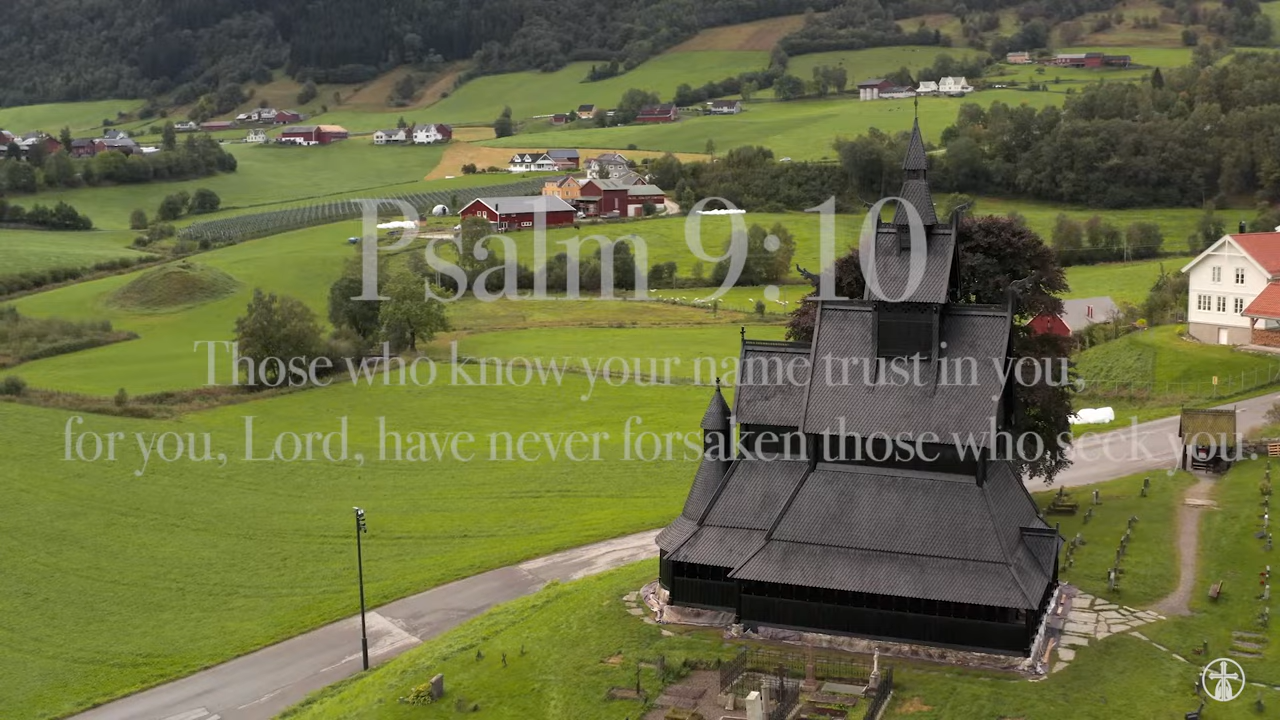 Psalm 9:10
Those who know your name trust in you,
for you, Lord, have never forsaken those who seek you.